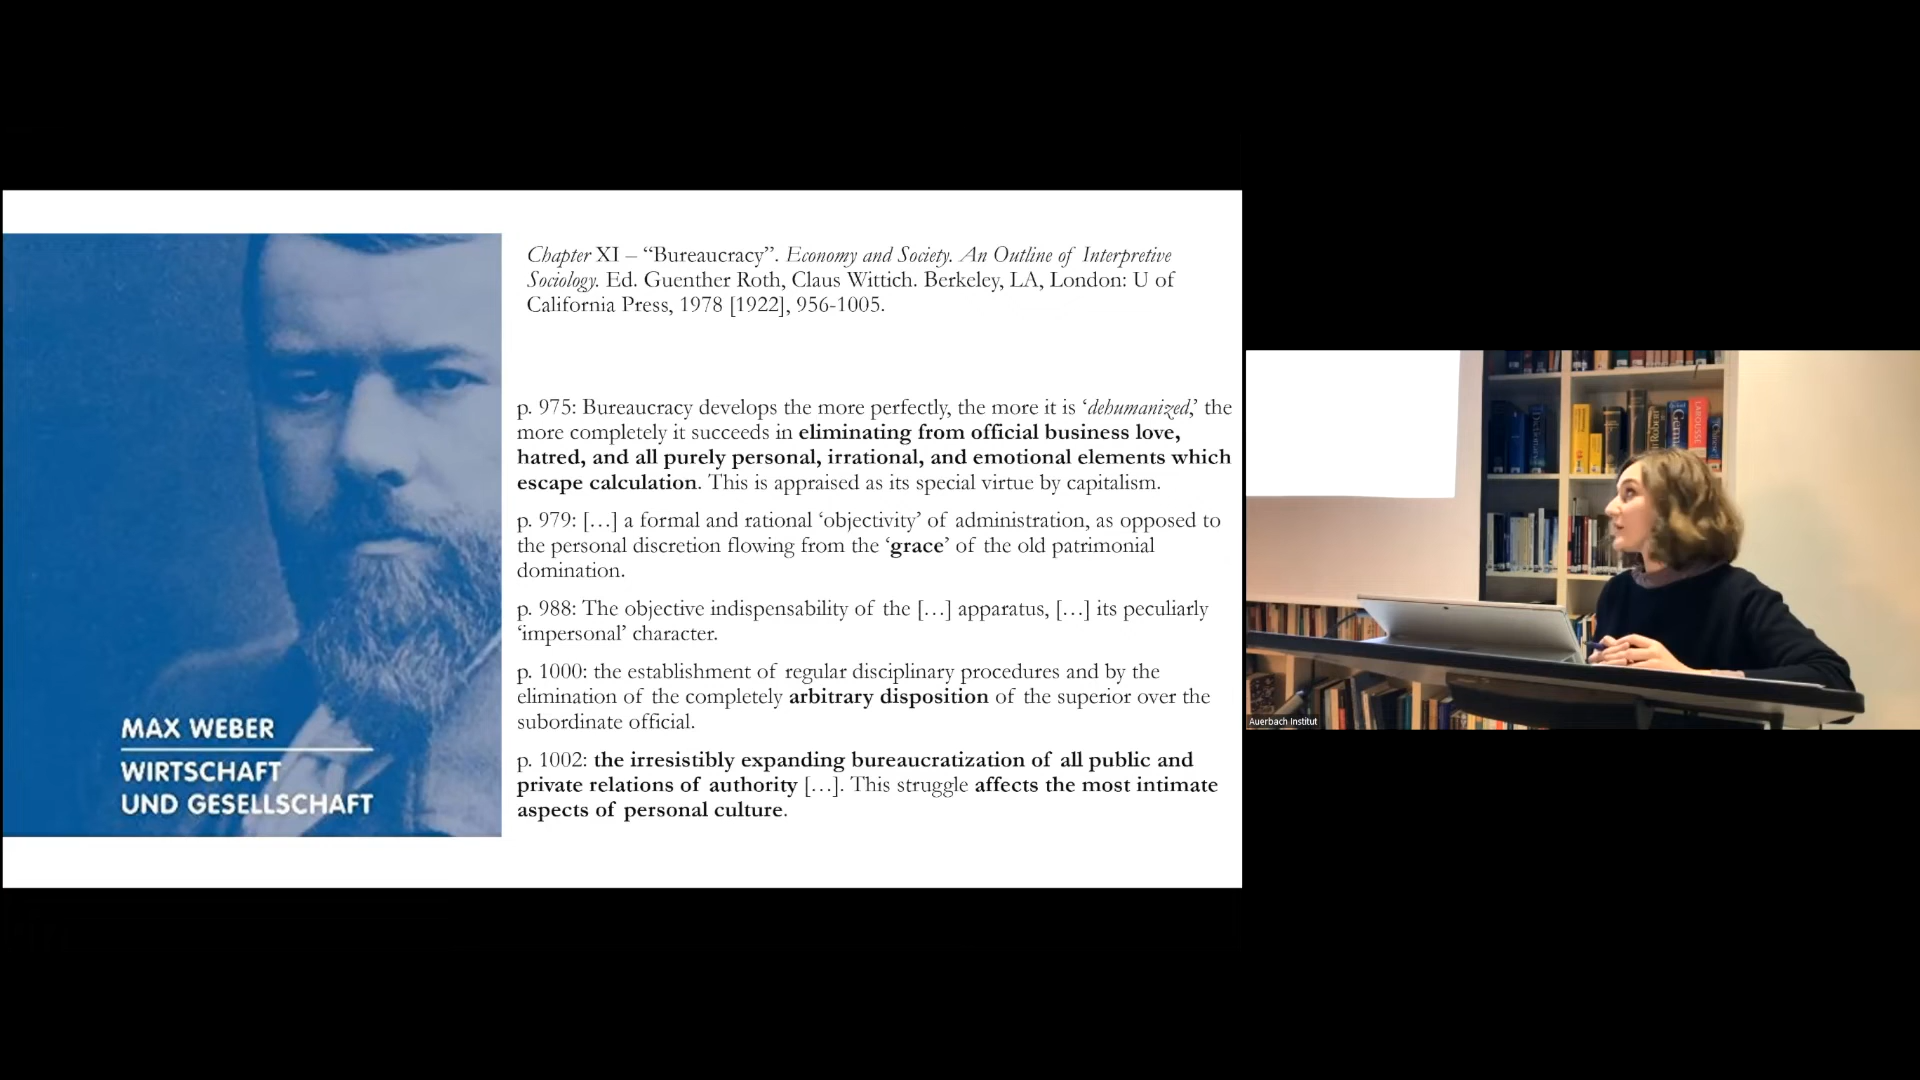 MAX WEBER
WIRTSCHAFT
UND GESELLSCHAFT
Chapter XI – “Bureaucracy”. Economy and Society. An Outline of Interpretive
Sociology. Ed. Guenther Roth, Claus Wittich. Berkeley, LA, London: U of
California Press, 1978 [1922], 956-1005.
p. 975: Bureaucracy develops the more perfectly, the more it is ‘dehumanized,’ the
more completely it succeeds in eliminating from official business love,
hatred, and all purely personal, irrational, and emotional elements which
escape calculation. This is appraised as its special virtue by capitalism.
p. 979: […] a formal and rational ‘objectivity’ of administration, as opposed to
the personal discretion flowing from the ‘grace’ of the old patrimonial
domination.
p. 988: The objective indispensability of the […] apparatus, […] its peculiarly
‘impersonal’ character.
p. 1000: the establishment of regular disciplinary procedures and by the
elimination of the completely arbitrary disposition of the superior over the
subordinate official.
p. 1002: the irresistibly expanding bureaucratization of all public and
private relations of authority […]. This struggle affects the most intimate
aspects of personal culture.
Auerbach Institut